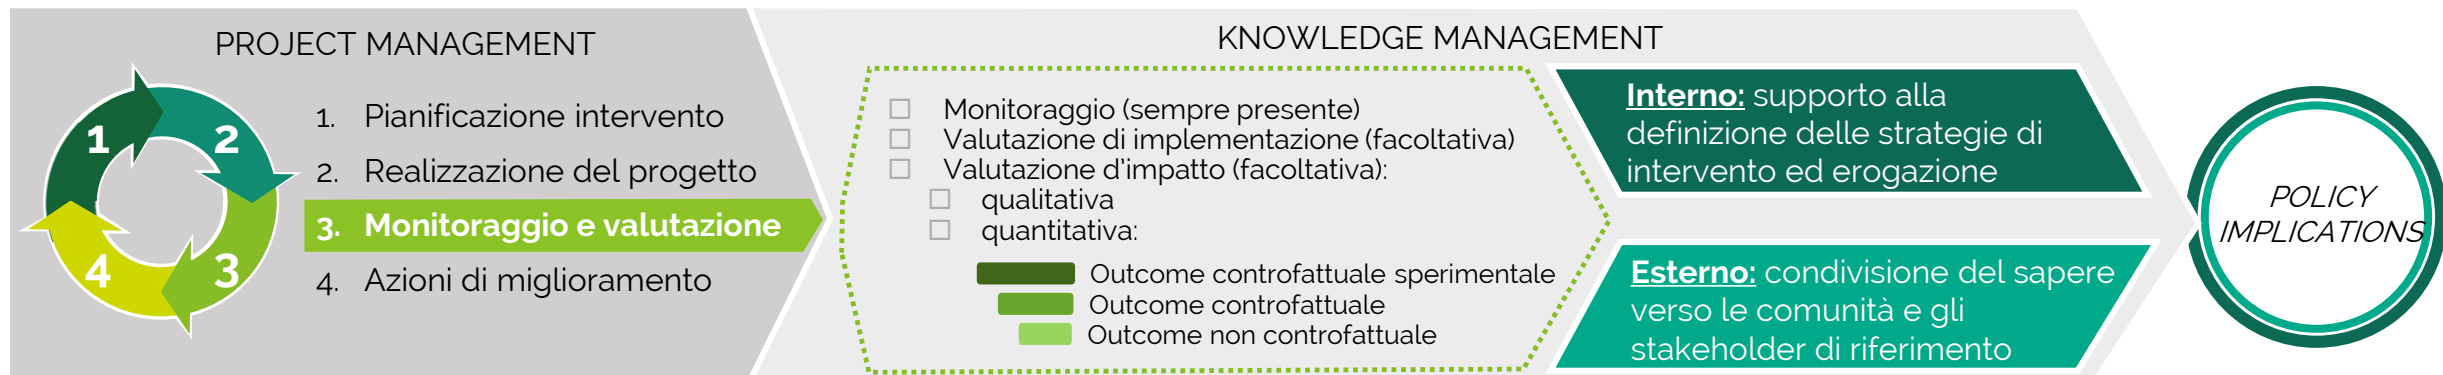 PROJECT MANAGEMENT
1
2
3
4
1. Pianificazione intervento
2. Realizzazione del progetto
3. Monitoraggio e valutazione
4. Azioni di miglioramento
KNOWLEDGE MANAGEMENT
Monitoraggio (sempre presente)
Valutazione di implementazione (facoltativa)
Valutazione d'impatto (facoltativa):
qualitativa
quantitativa:
Outcome controfattuale sperimentale
Outcome controfattuale
Outcome non controfattuale
Interno: supporto alla
definizione delle strategie di
intervento ed erogazione
Esterno: condivisione del sapere
verso le comunità e gli
stakeholder di riferimento
POLICY
IMPLICATIONS